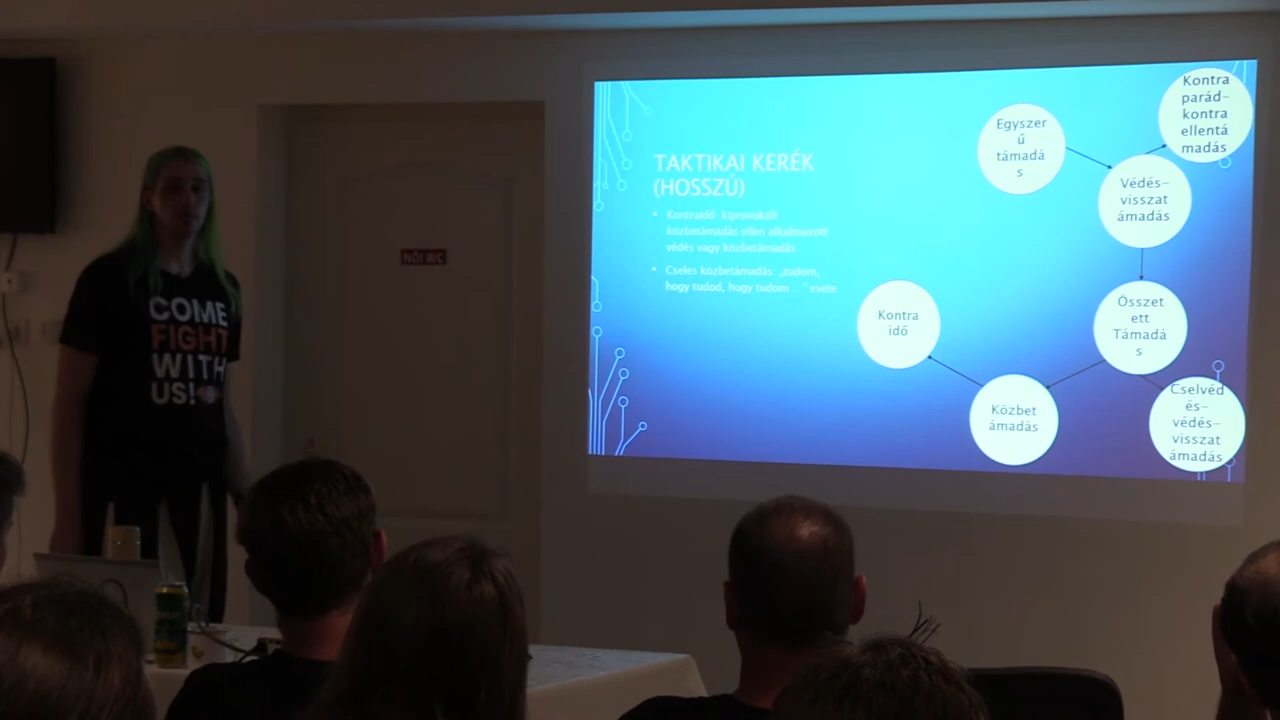 COME
FIGHT
WITH
US!
NŐI WC
TAKTIKAI KERÉK
(HOSSZÚ)
Kontraidő: kiprovokált
közbetámadás ellen alkalmazott
védés vagy közbetámadás
Cseles közbetámadás: „tudom,
hogy tudod, hogy tudom ..." esete
Egyszer
ű
támadá
s
Kontra
parád-
kontra
ellentá
madás
Védés-
visszat
ámadás
Összet
ett
Támadá
s
Kontra
idő
Közbet
ámadás
Cselvéd
és-
védés-
visszat
ámadás